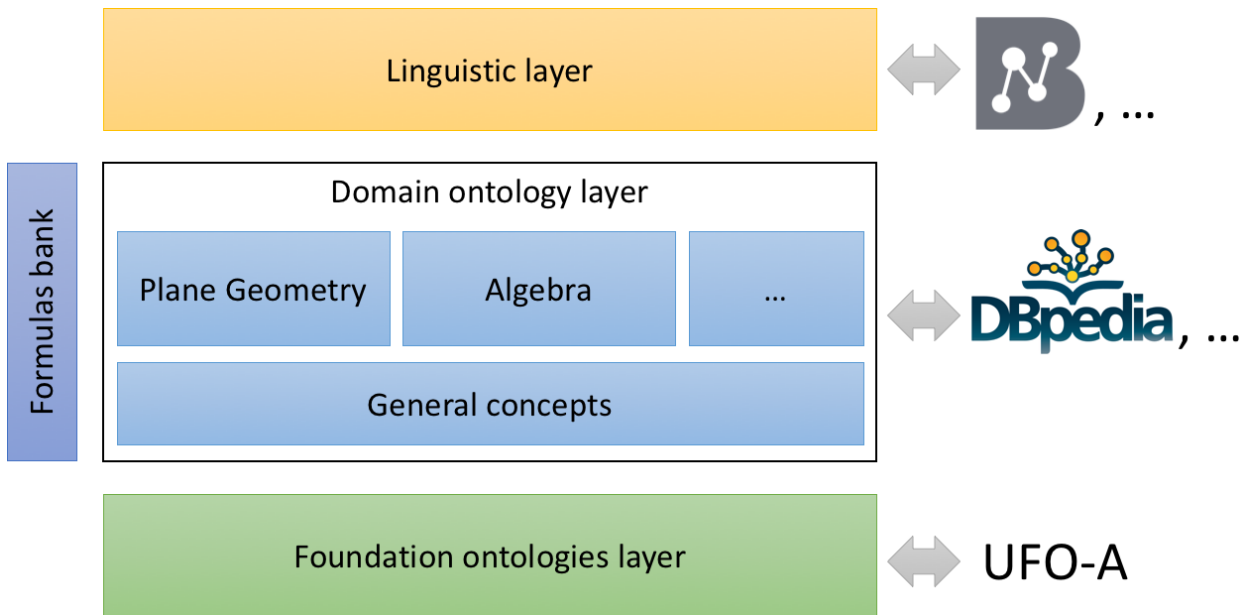 Linguistic layer
B, ...
Formulas bank
Domain ontology layer
Plane Geometry
Algebra
...
General concepts
DBpedia, ...
Foundation ontologies layer
UFO-A